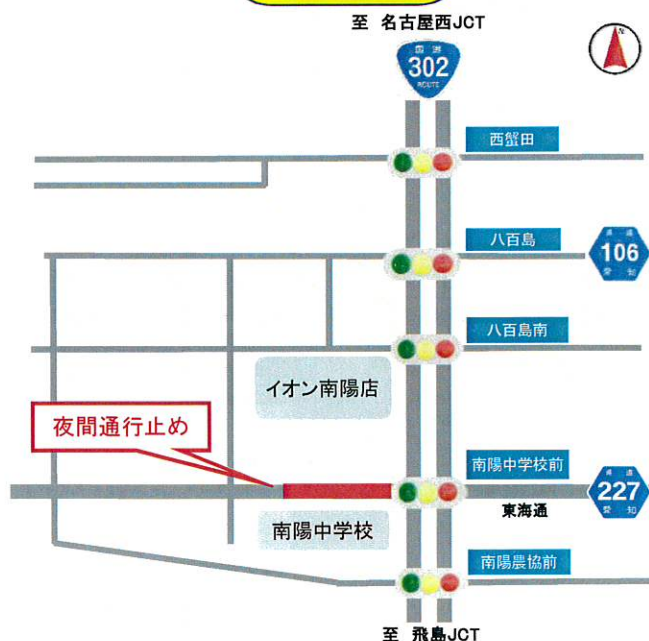 至 名古屋西JCT
国道
302
ROUTE
北
西蟹田
八百島
県道
106
愛知
八百島南
イオン南陽店
夜間通行止め
南陽中学校前
県道
227
愛知
東海通
南陽中学校
南陽農協前
至 飛島JCT